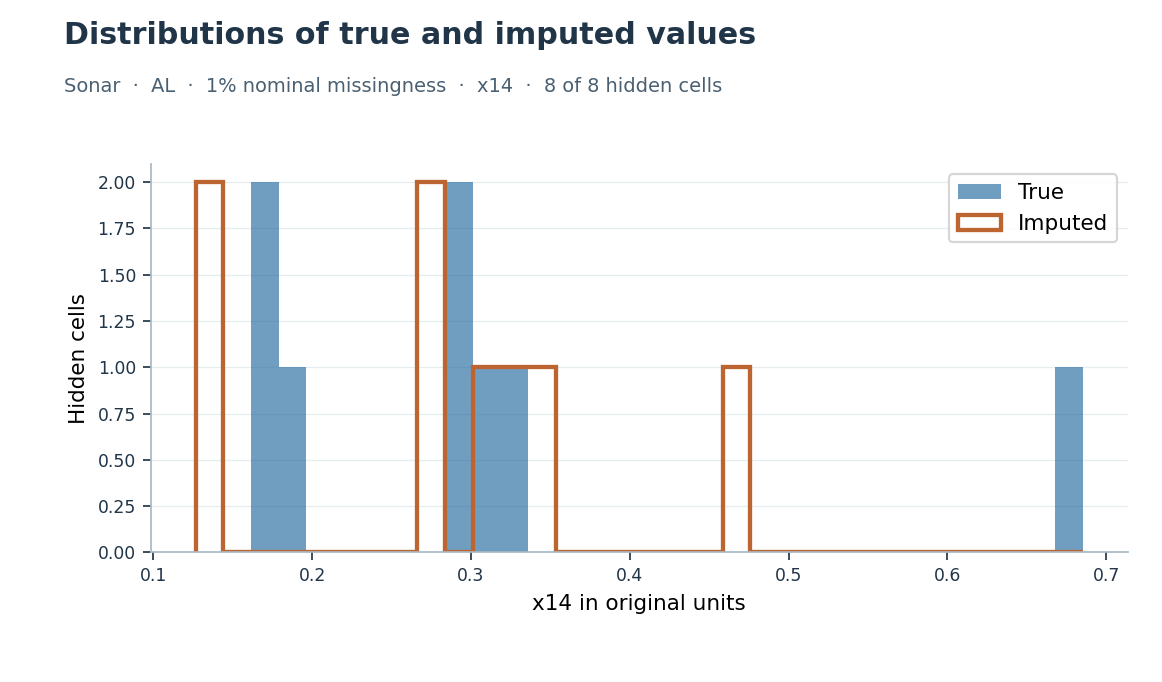 Distributions of true and imputed values
Sonar · AL · 1% nominal missingness · x14 · 8 of 8 hidden cells
True
Imputed
Hidden cells
2.00
1.75
1.50
1.25
1.00
0.75
0.50
0.25
0.00
0.1 0.2 0.3 0.4 0.5 0.6 0.7
x14 in original units